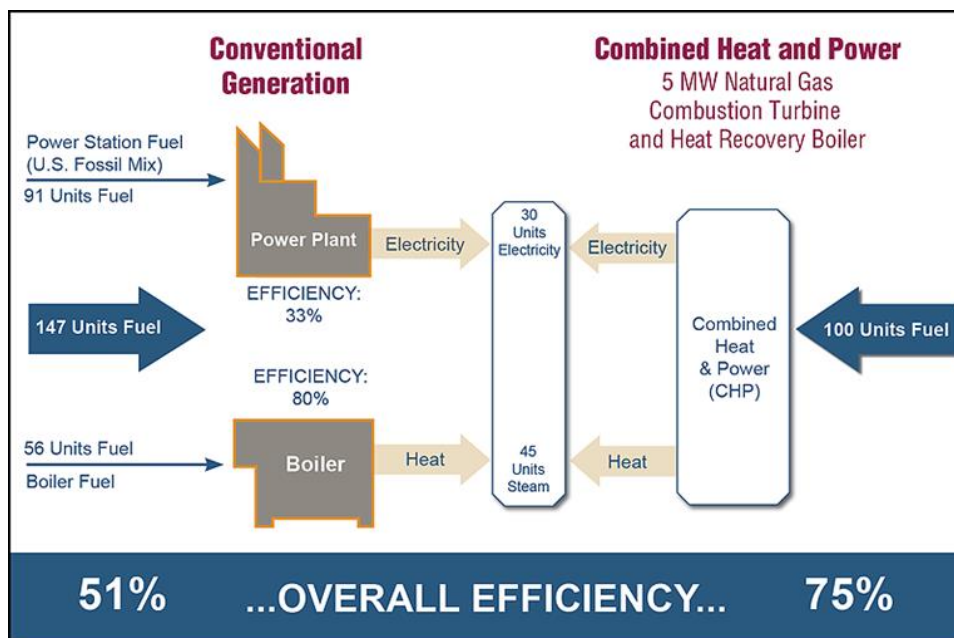 Conventional
Generation
Combined Heat and Power
5 MW Natural Gas
Combustion Turbine
and Heat Recovery Boiler
Power Station Fuel
(U.S. Fossil Mix)
91 Units Fuel
Power Plant
Electricity
30
Units
Electricity
Electricity
EFFICIENCY:
33%
147 Units Fuel
Combined
Heat
& Power
(CHP)
100 Units Fuel
EFFICIENCY:
80%
56 Units Fuel
Boiler Fuel
Boiler
Heat
45
Units
Steam
Heat
51% ...OVERALL EFFICIENCY... 75%